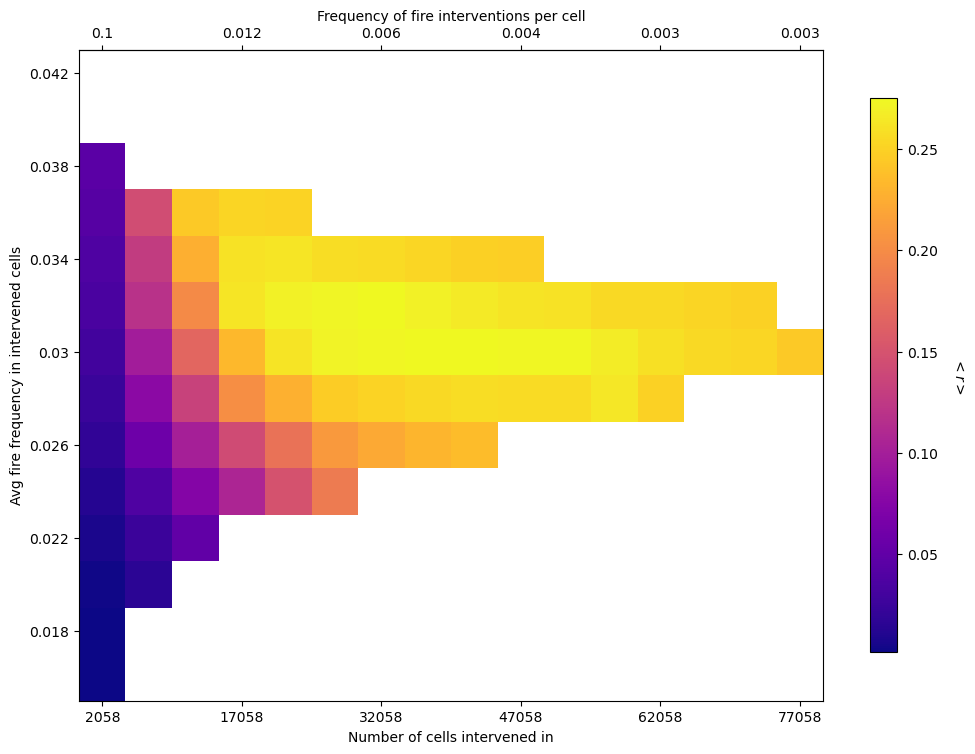 Frequency of fire interventions per cell
0.1 0.012 0.006 0.004 0.003 0.003
0.042
0.038
0.034
0.03
0.026
0.022
0.018
Avg fire frequency in intervened cells
2058 17058 32058 47058 62058 77058
Number of cells intervened in
0.25
0.20
0.15
0.10
0.05
< r >